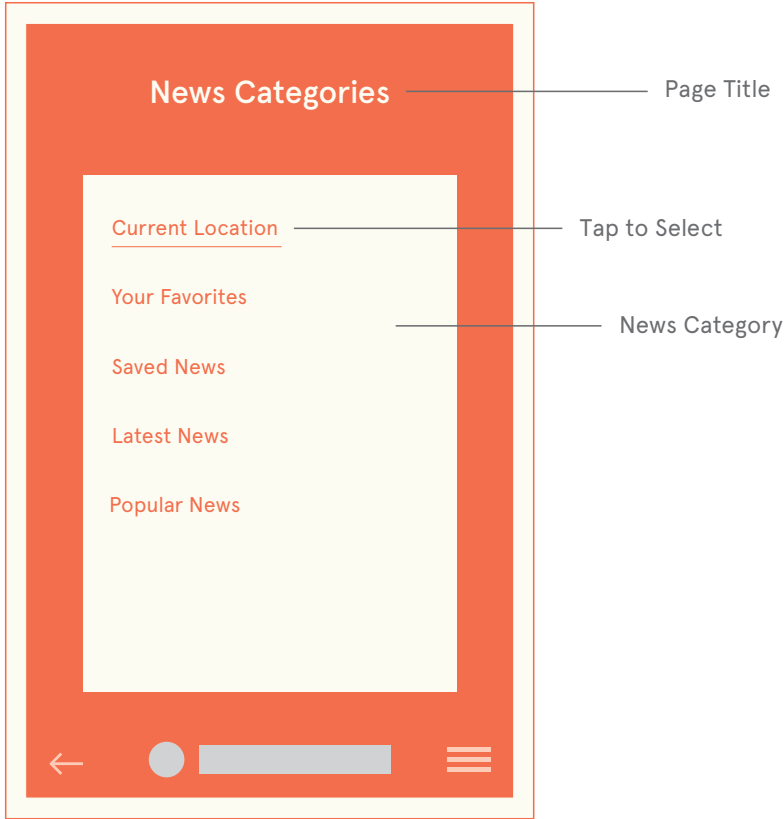 News Categories
Page Title
Current Location
Tap to Select
Your Favorites
News Category
Saved News
Latest News
Popular News